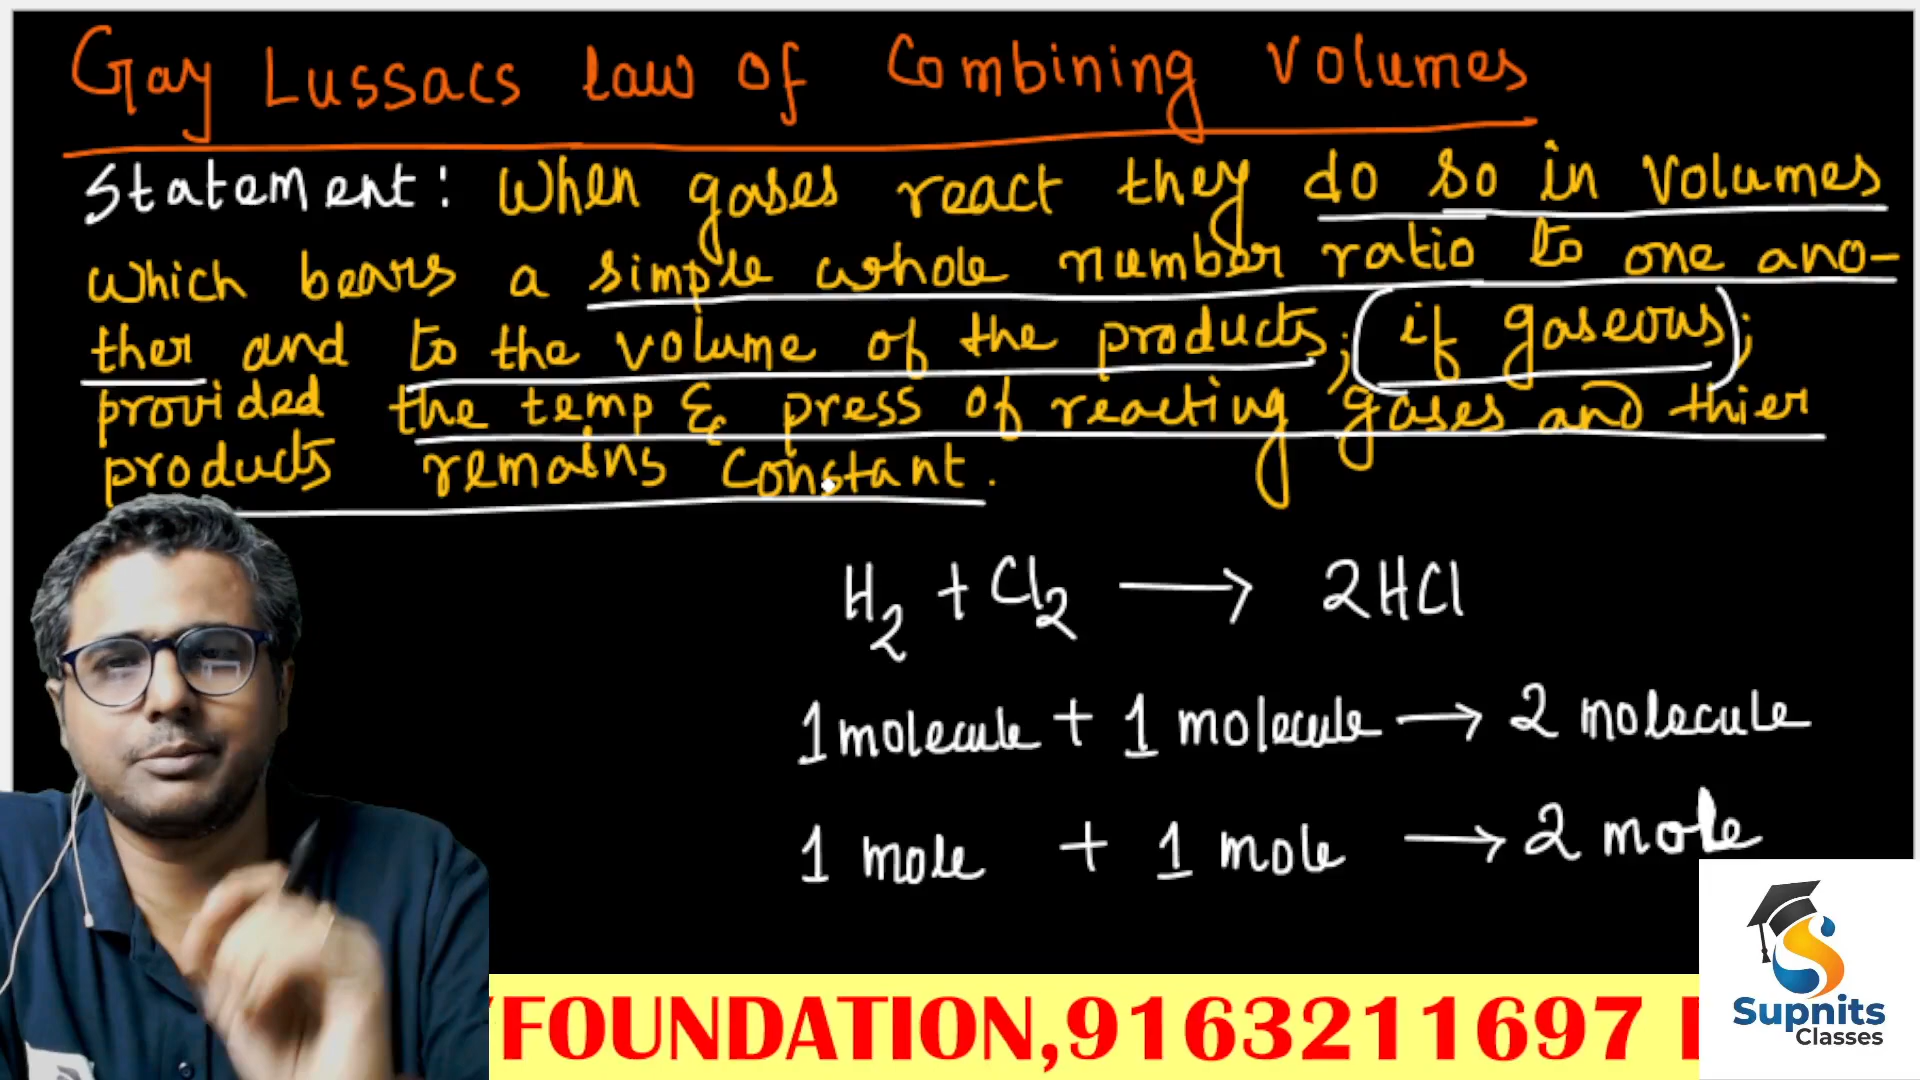 Gay Lussacs law of Combining Volumes
Statement: When gases react they do so in volumes
which bears a simple whole number ratio to one ano-
ther and to the volume of the products; (if gaseous);
provided the temp & press of reacting gases and thier
products remains constant.
H₂ + Cl₂ → 2HCl
1 molecule + 1 molecule → 2 molecule
1 mole + 1 mole → 2 mole
FOUNDATION,9163211697
Supnits
Classes